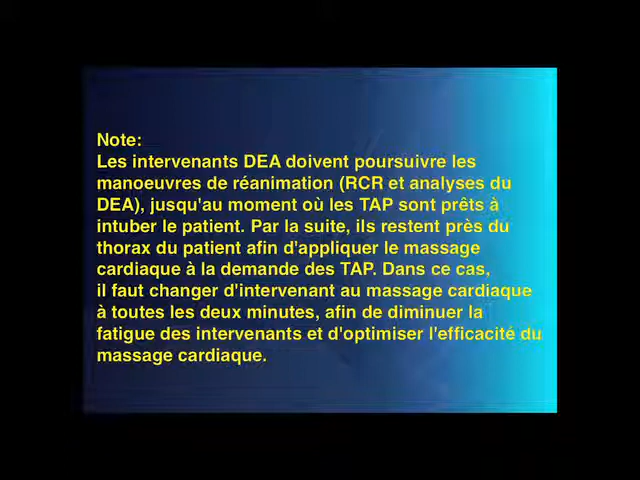 Note:
Les intervenants DEA doivent poursuivre les
manoeuvres de réanimation (RCR et analyses du
DEA), jusqu'au moment où les TAP sont prêts à
intuber le patient. Par la suite, ils restent près du
thorax du patient afin d'appliquer le massage
cardiaque à la demande des TAP. Dans ce cas,
il faut changer d'intervenant au massage cardiaque
à toutes les deux minutes, afin de diminuer la
fatigue des intervenants et d'optimiser l'efficacité du
massage cardiaque.